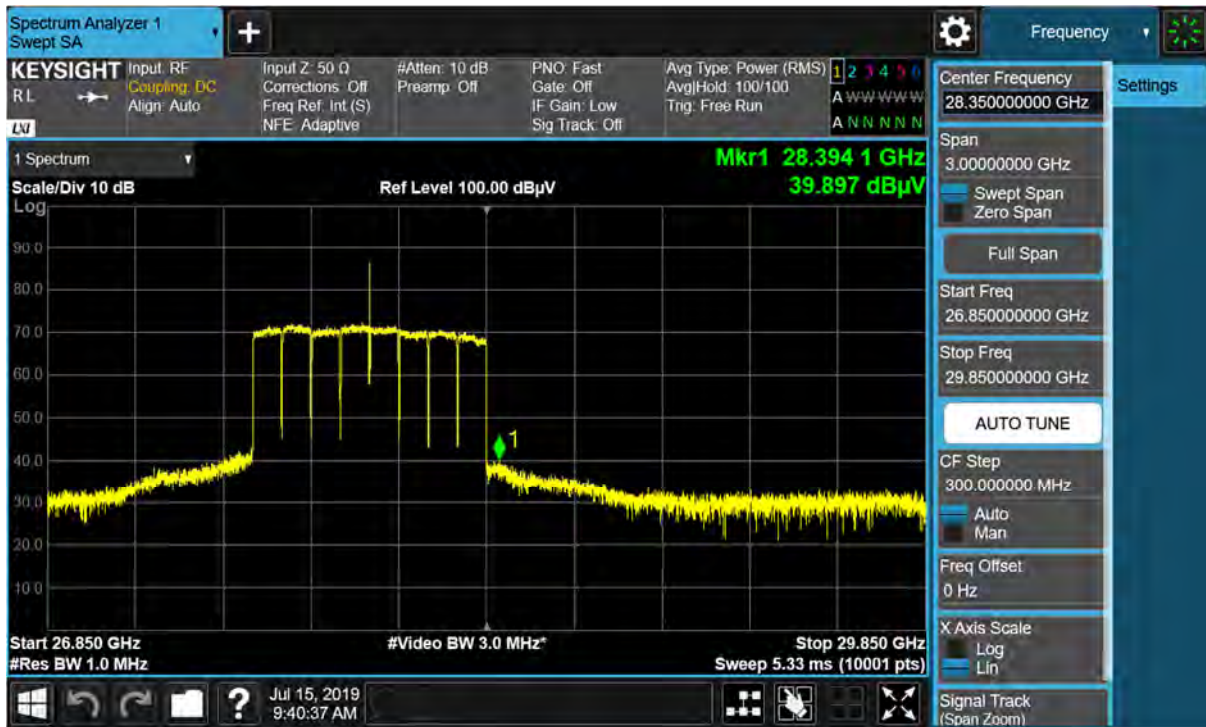 Spectrum Analyzer 1
Swept SA
+
Frequency
KEYSIGHT
RL
LXI
Input: RF
Coupling: DC
Align: Auto
Input Z: 50 Ω
Corrections: Off
Freq Ref: Int (S)
NFE: Adaptive
#Atten: 10 dB
Preamp: Off
PNO: Fast
Gate: Off
IF Gain: Low
Sig Track: Off
Avg Type: Power (RMS)
Avg|Hold: 100/100
Trig: Free Run
1 2 3 4 5 6
A W W W W W
A N N N N N
1 Spectrum
Scale/Div 10 dB
Log
Ref Level 100.00 dBµV
Mkr1 28.394 1 GHz
39.897 dBµV
90.0
80.0
70.0
60.0
50.0
40.0
30.0
20.0
10.0
1
Start 26.850 GHz
#Res BW 1.0 MHz
#Video BW 3.0 MHz*
Stop 29.850 GHz
Sweep 5.33 ms (10001 pts)
Center Frequency
28.350000000 GHz
Settings
Span
3.00000000 GHz
Swept Span
Zero Span
Full Span
Start Freq
26.850000000 GHz
Stop Freq
29.850000000 GHz
AUTO TUNE
CF Step
300.000000 MHz
Auto
Man
Freq Offset
0 Hz
X Axis Scale
Log
Lin
Signal Track
(Span Zoom)
?
Jul 15, 2019
9:40:37 AM